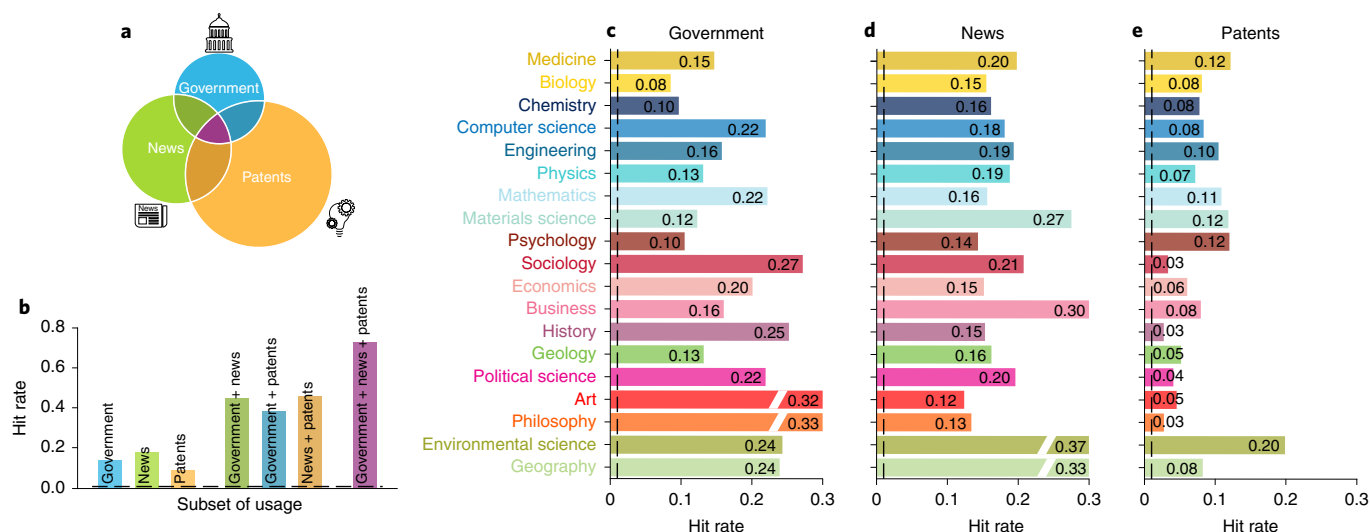 a
Government
News
Patents
News
b
Hit rate
0.8
0.6
0.4
0.2
0.0
Government
News
Patents
Government + news
Government + patents
News + patents
Government + news + patents
Subset of usage
c Government
d News
e Patents
Medicine 0.15 0.20 0.12
Biology 0.08 0.15 0.08
Chemistry 0.10 0.16 0.08
Computer science 0.22 0.18 0.08
Engineering 0.16 0.19 0.10
Physics 0.13 0.19 0.07
Mathematics 0.22 0.16 0.11
Materials science 0.12 0.27 0.12
Psychology 0.10 0.14 0.12
Sociology 0.27 0.21 0.03
Economics 0.20 0.15 0.06
Business 0.16 0.30 0.08
History 0.25 0.15 0.03
Geology 0.13 0.16 0.05
Political science 0.22 0.20 0.04
Art 0.32 0.12 0.05
Philosophy 0.33 0.13 0.03
Environmental science 0.24 0.37 0.20
Geography 0.24 0.33 0.08
0 0.1 0.2 0.3 0 0.1 0.2 0.3 0 0.1 0.2 0.3
Hit rate Hit rate Hit rate